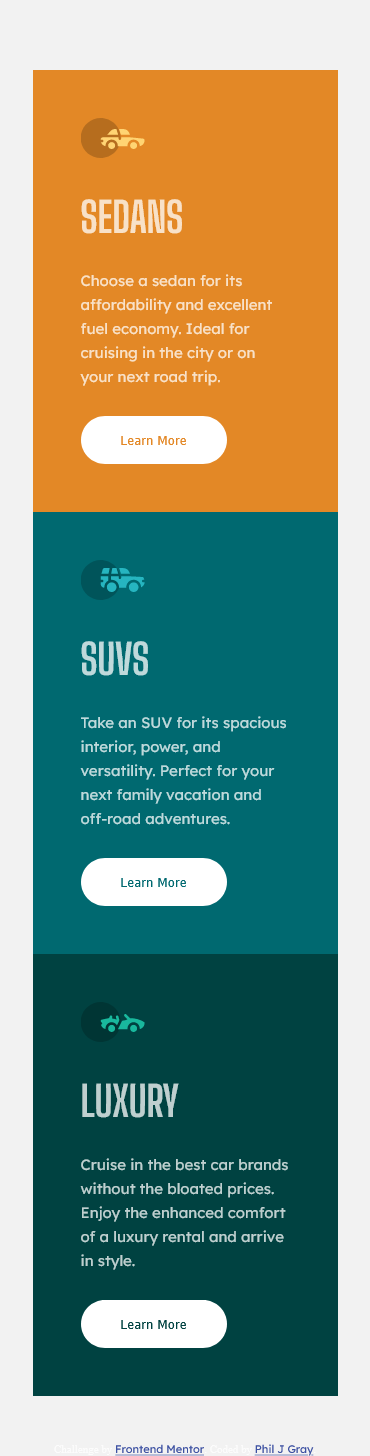 SEDANS
Choose a sedan for its
affordability and excellent
fuel economy. Ideal for
cruising in the city or on
your next road trip.
Learn More
SUVS
Take an SUV for its spacious
interior, power, and
versatility. Perfect for your
next family vacation and
off-road adventures.
Learn More
LUXURY
Cruise in the best car brands
without the bloated prices.
Enjoy the enhanced comfort
of a luxury rental and arrive
in style.
Learn More
Challenge by Frontend Mentor. Coded by Phil J Gray.